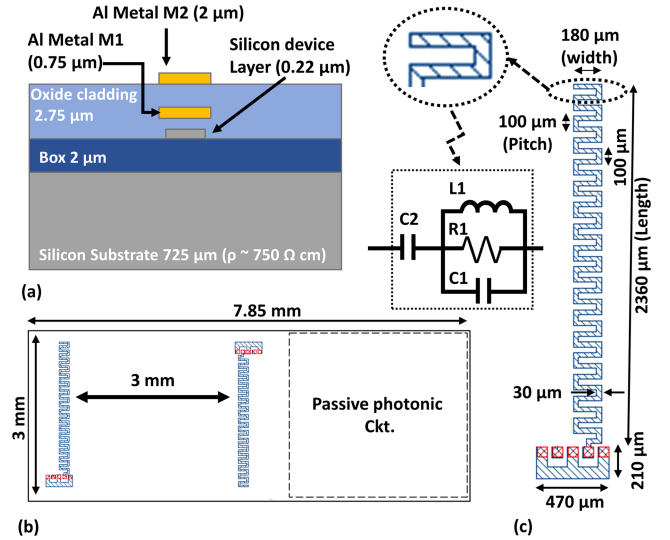 Al Metal M2 (2 µm)
Al Metal M1
(0.75 µm)
Silicon device
Layer (0.22 µm)
Oxide cladding
2.75 µm
Box 2 µm
Silicon Substrate 725 µm (ρ ~ 750 Ω cm)
(a)
7.85 mm
3 mm
3 mm
Passive photonic
Ckt.
(b)
(c)
180 µm
(width)
100 µm
(Pitch)
100 µm
L1
C2
R1
C1
2360 µm (Length)
30 µm
210 µm
470 µm